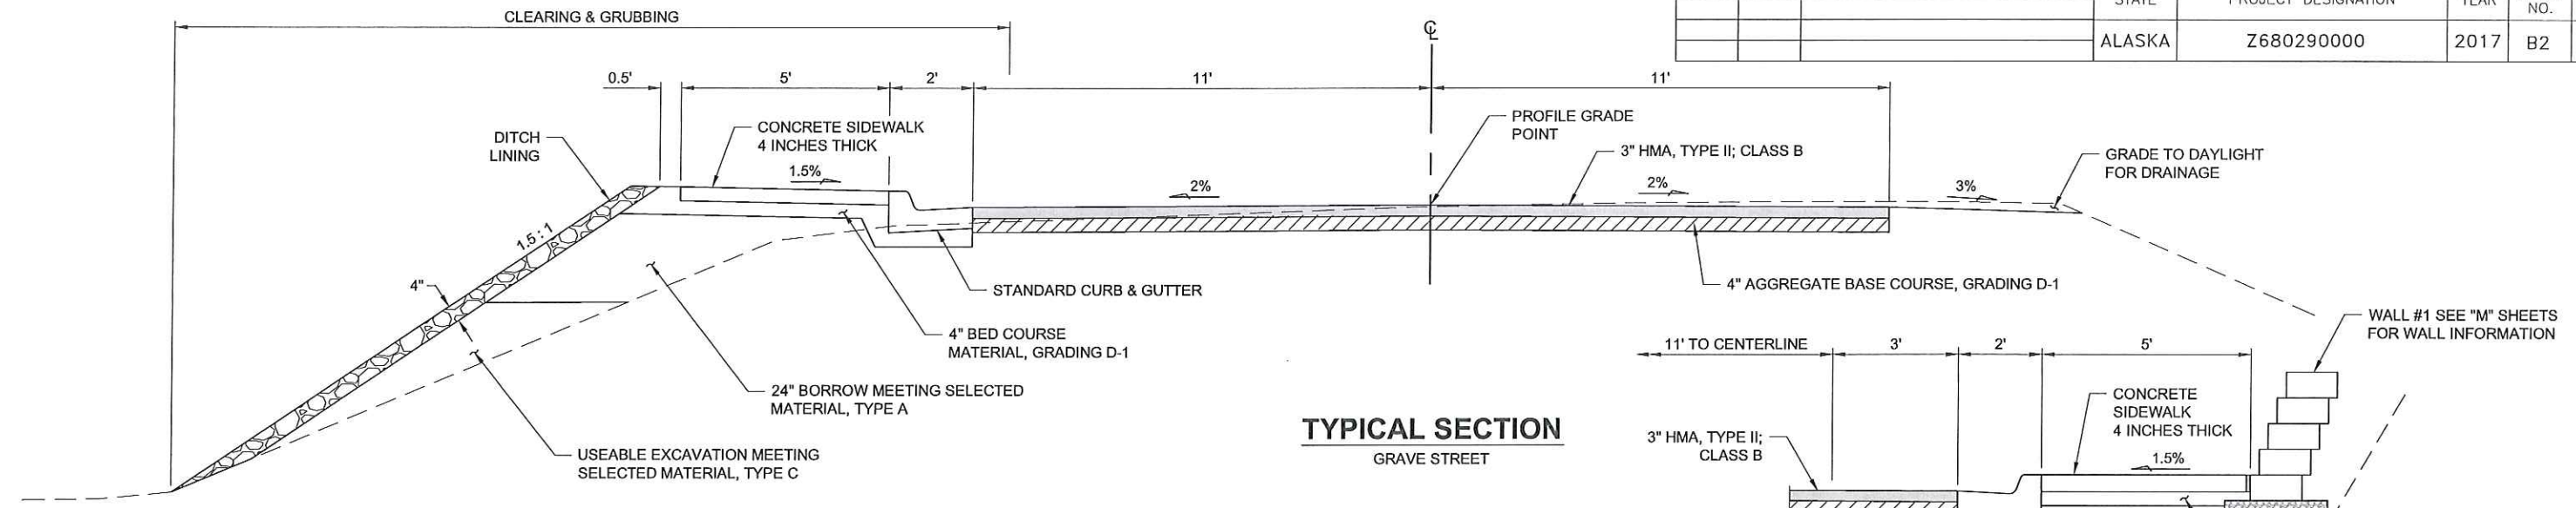 CLEARING & GRUBBING
℄
STATE PROJECT DESIGNATION YEAR NO.
ALASKA Z680290000 2017 B2
0.5' 5' 2' 11' 11'
DITCH
LINING
CONCRETE SIDEWALK
4 INCHES THICK
1.5%
2%
PROFILE GRADE
POINT
3" HMA, TYPE II; CLASS B
2%
3%
GRADE TO DAYLIGHT
FOR DRAINAGE
1.5 : 1
4"
STANDARD CURB & GUTTER
4" BED COURSE
MATERIAL, GRADING D-1
24" BORROW MEETING SELECTED
MATERIAL, TYPE A
USEABLE EXCAVATION MEETING
SELECTED MATERIAL, TYPE C
4" AGGREGATE BASE COURSE, GRADING D-1
TYPICAL SECTION
GRAVE STREET
WALL #1 SEE "M" SHEETS
FOR WALL INFORMATION
11' TO CENTERLINE 3' 2' 5'
CONCRETE
SIDEWALK
4 INCHES THICK
3" HMA, TYPE II;
CLASS B
1.5%